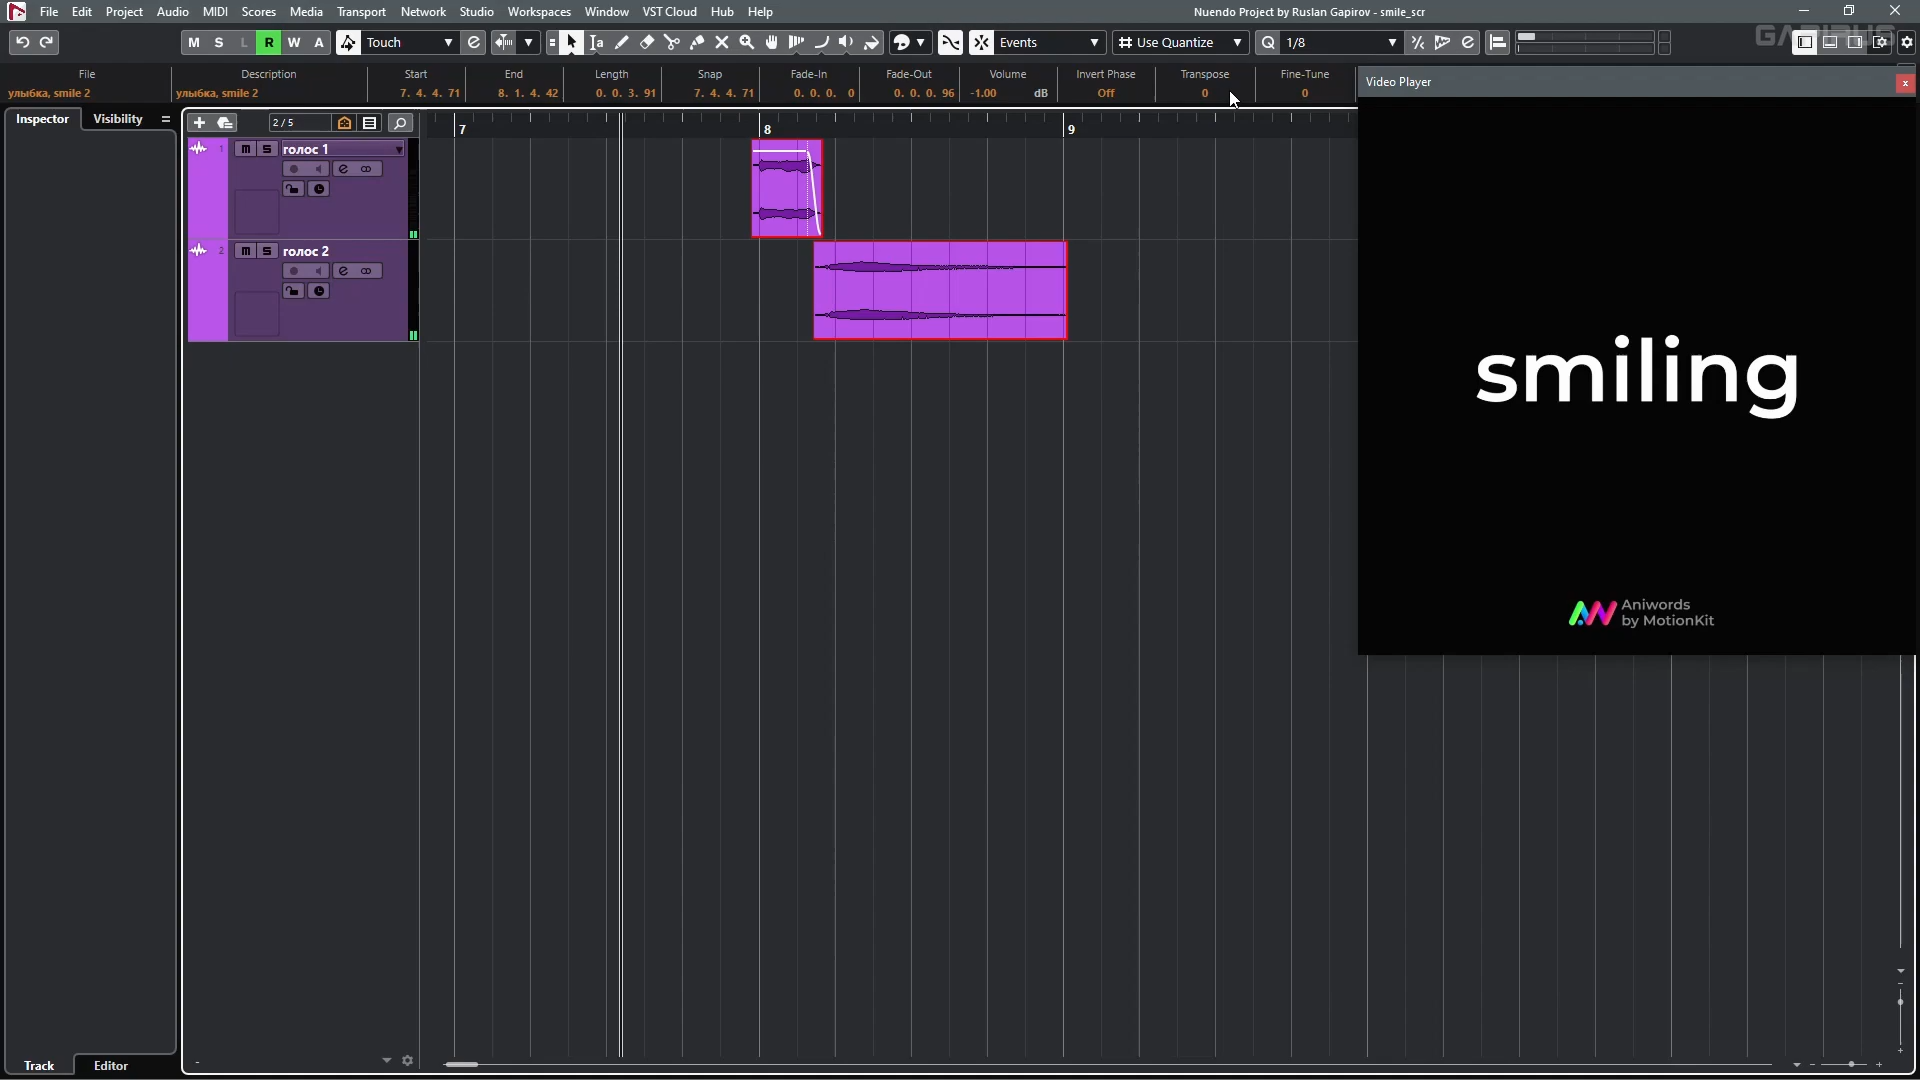 File Edit Project Audio MIDI Scores Media Transport Network Studio Workspaces Window VST Cloud Hub Help
Nuendo Project by Ruslan Gapirov - smile_scr
M S L R W A Touch Events Use Quantize 1/8
GAPIRUS
File Description Start End Length Snap Fade-In Fade-Out Volume Invert Phase Transpose Fine-Tune
улыбка, smile 2 улыбка, smile 2 7. 4. 4. 71 8. 1. 4. 42 0. 0. 3. 91 7. 4. 4. 71 0. 0. 0. 0 0. 0. 0. 96 -1.00 dB Off 0 0
Video Player
Inspector Visibility
2 / 5
7 8 9
1 m s голос 1
2 m s голос 2
smiling
Aniwords
by MotionKit
Track Editor